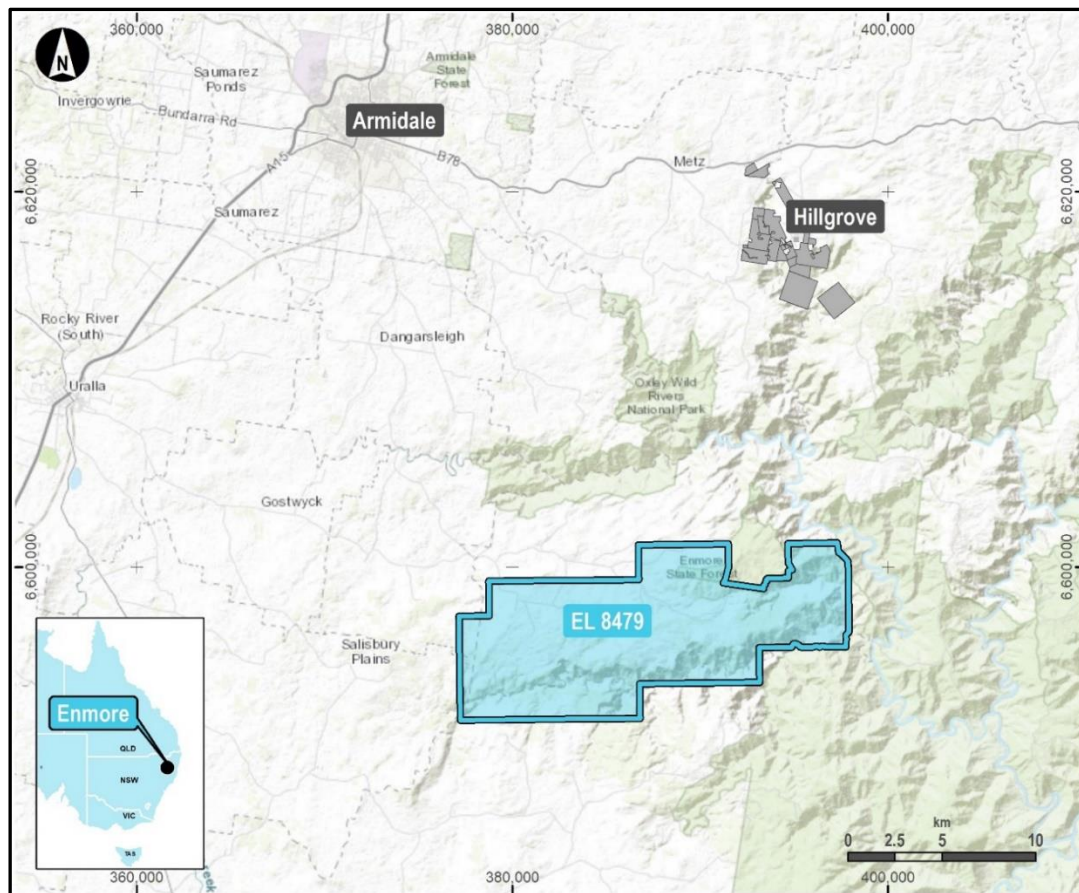 360,000
380,000
400,000
N
Saumarez
Ponds
Armidale
State
Forest
Invergowrie
Bundarra Rd
Armidale
A15
B78
Metz
6,620,000
6,620,000
Saumarez
Hillgrove
Rocky River
(South)
Dangarsleigh
Uralla
Oxley Wild
Rivers
National Park
Gostwyck
6,600,000
6,600,000
Enmore
State Forest
EL 8479
Salisbury
Plains
Enmore
QLD
NSW
VIC
TAS
km
0 2.5 5 10
360,000
380,000
400,000